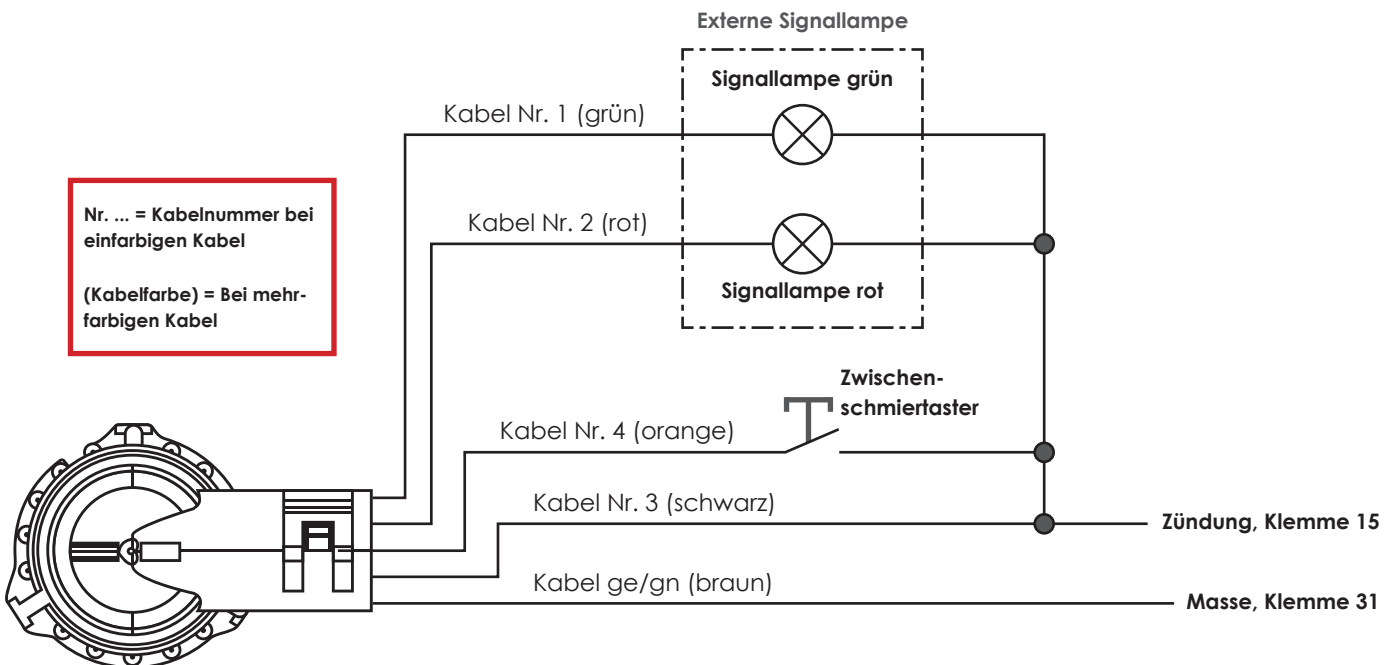 Externe Signallampe
Signallampe grün
Kabel Nr. 1 (grün)
Nr. ... = Kabelnummer bei
einfarbigen Kabel
(Kabelfarbe) = Bei mehr-
farbigen Kabel
Kabel Nr. 2 (rot)
Signallampe rot
Zwischen-
schmiertaster
Kabel Nr. 4 (orange)
Kabel Nr. 3 (schwarz)
Zündung, Klemme 15
Kabel ge/gn (braun)
Masse, Klemme 31